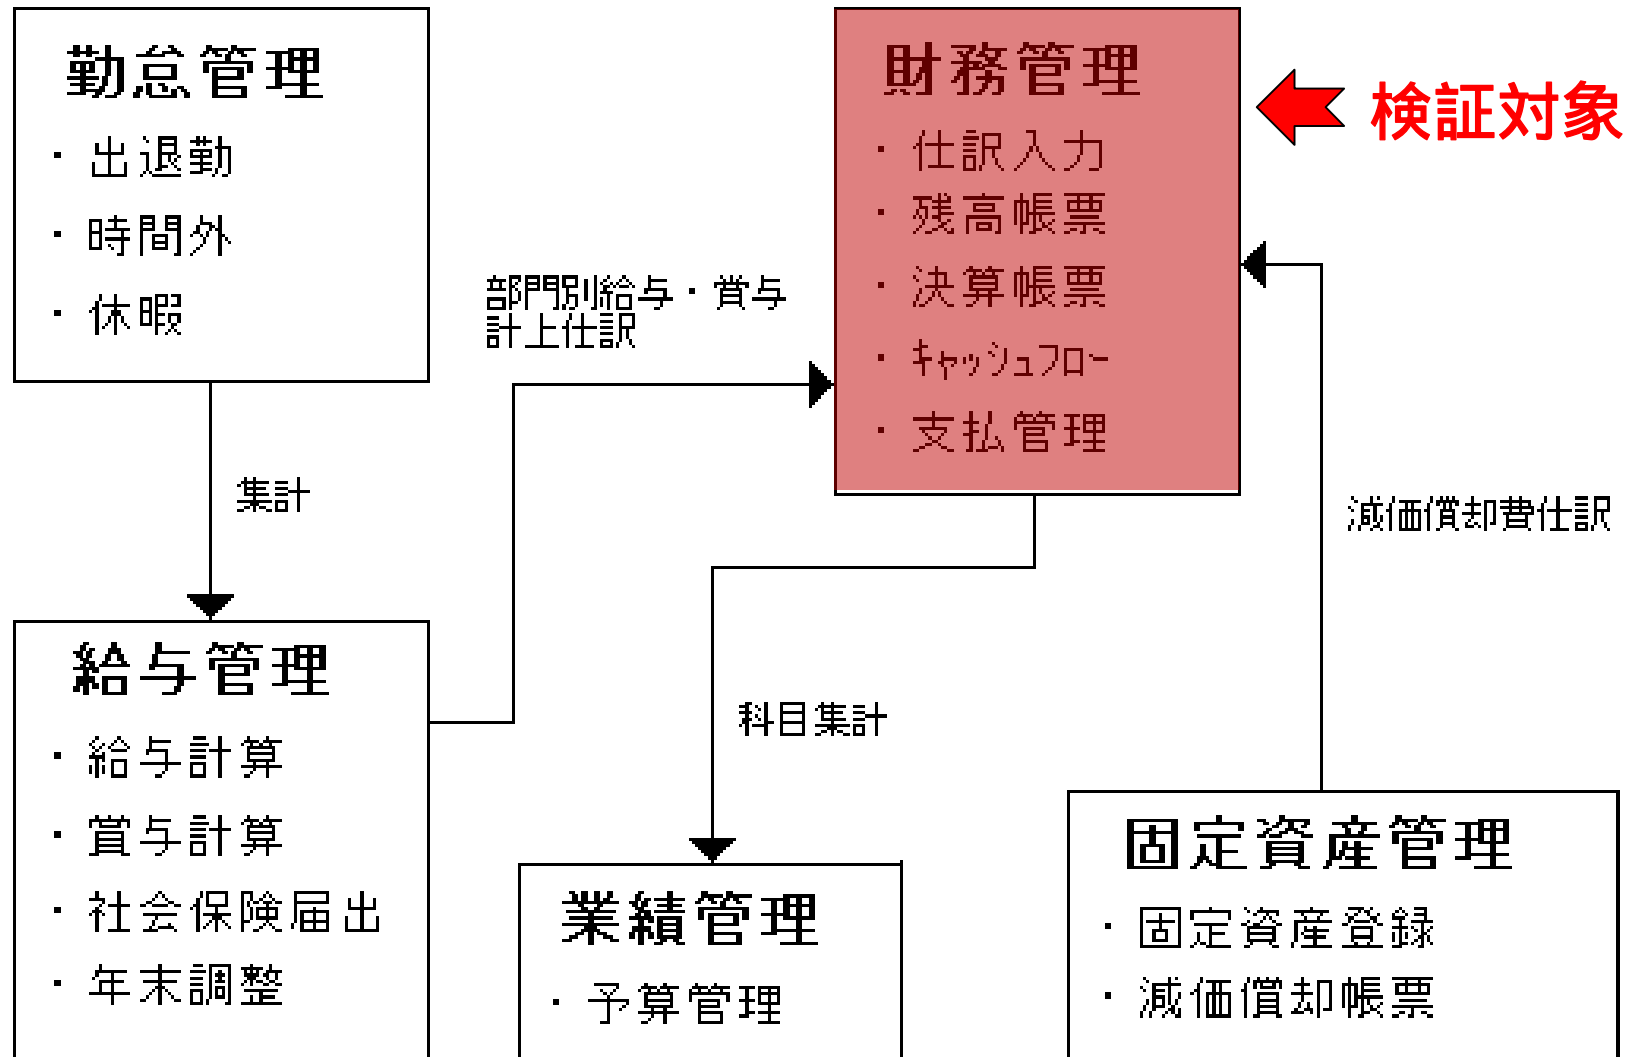 勤怠管理
・出退勤
・時間外
・休暇
財務管理
・仕訳入力
・残高帳票
・決算帳票
・ｷｬｯｼｭﾌﾛｰ
・支払管理
検証対象
部門別給与・賞与
計上仕訳
集計
減価償却費仕訳
給与管理
・給与計算
・賞与計算
・社会保険届出
・年末調整
科目集計
業績管理
・予算管理
固定資産管理
・固定資産登録
・減価償却帳票